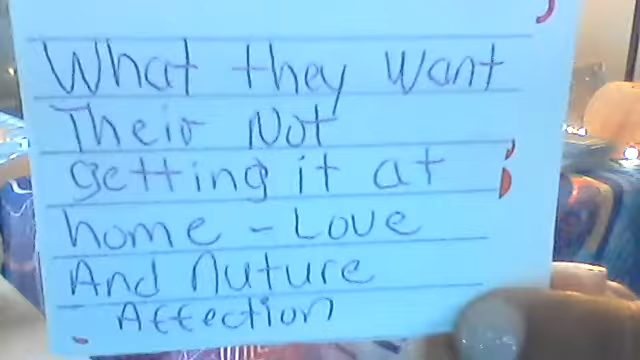 What they Want
Their Not
getting it at
home - Love
And Nuture
Affection